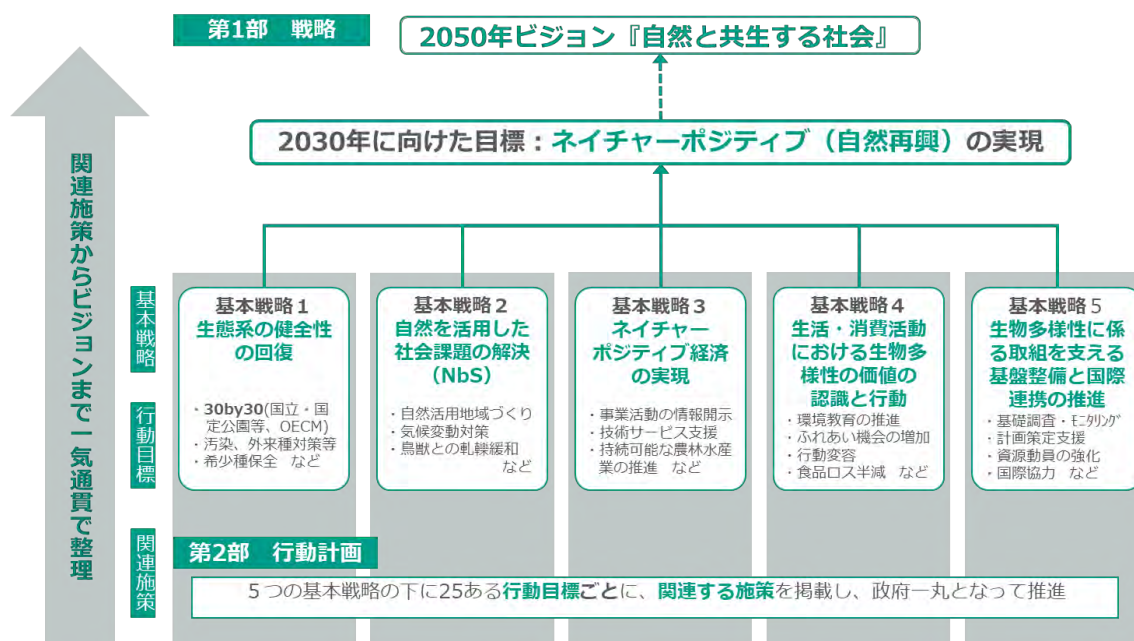 第1部 戦略
2050年ビジョン『自然と共生する社会』
2030年に向けた目標：ネイチャーポジティブ（自然再興）の実現
関連施策からビジョンまで一気通貫で整理
基本戦略
基本戦略１
生態系の健全性
の回復
基本戦略２
自然を活用した
社会課題の解決
（NbS）
基本戦略３
ネイチャー
ポジティブ経済
の実現
基本戦略４
生活・消費活動
における生物多
様性の価値の
認識と行動
基本戦略５
生物多様性に係
る取組を支える
基盤整備と国際
連携の推進
行動目標
・30by30(国立・国
定公園等、OECM)
・汚染、外来種対策等
・希少種保全 など
・自然活用地域づくり
・気候変動対策
・鳥獣との軋轢緩和
など
・事業活動の情報開示
・技術サービス支援
・持続可能な農林水産
業の推進 など
・環境教育の推進
・ふれあい機会の増加
・行動変容
・食品ロス半減 など
・基礎調査・ﾓﾆﾀﾘﾝｸﾞ
・計画策定支援
・資源動員の強化
・国際協力 など
関連施策
第2部 行動計画
５つの基本戦略の下に25ある行動目標ごとに、関連する施策を掲載し、政府一丸となって推進